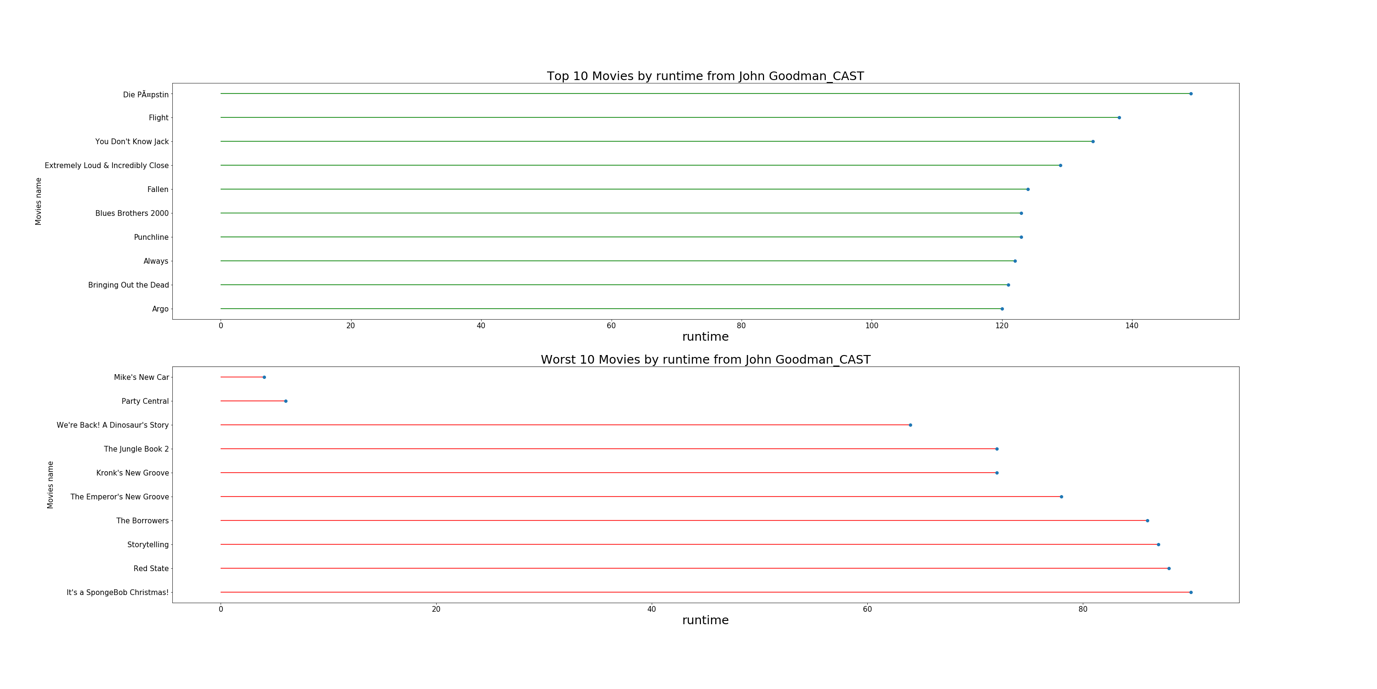 Top 10 Movies by runtime from John Goodman_CAST
Die PÃ¤pstin
Flight
You Don't Know Jack
Extremely Loud & Incredibly Close
Fallen
Blues Brothers 2000
Punchline
Always
Bringing Out the Dead
Argo
Movies name
0 20 40 60 80 100 120 140
runtime
Worst 10 Movies by runtime from John Goodman_CAST
Mike's New Car
Party Central
We're Back! A Dinosaur's Story
The Jungle Book 2
Kronk's New Groove
The Emperor's New Groove
The Borrowers
Storytelling
Red State
It's a SpongeBob Christmas!
Movies name
0 20 40 60 80
runtime